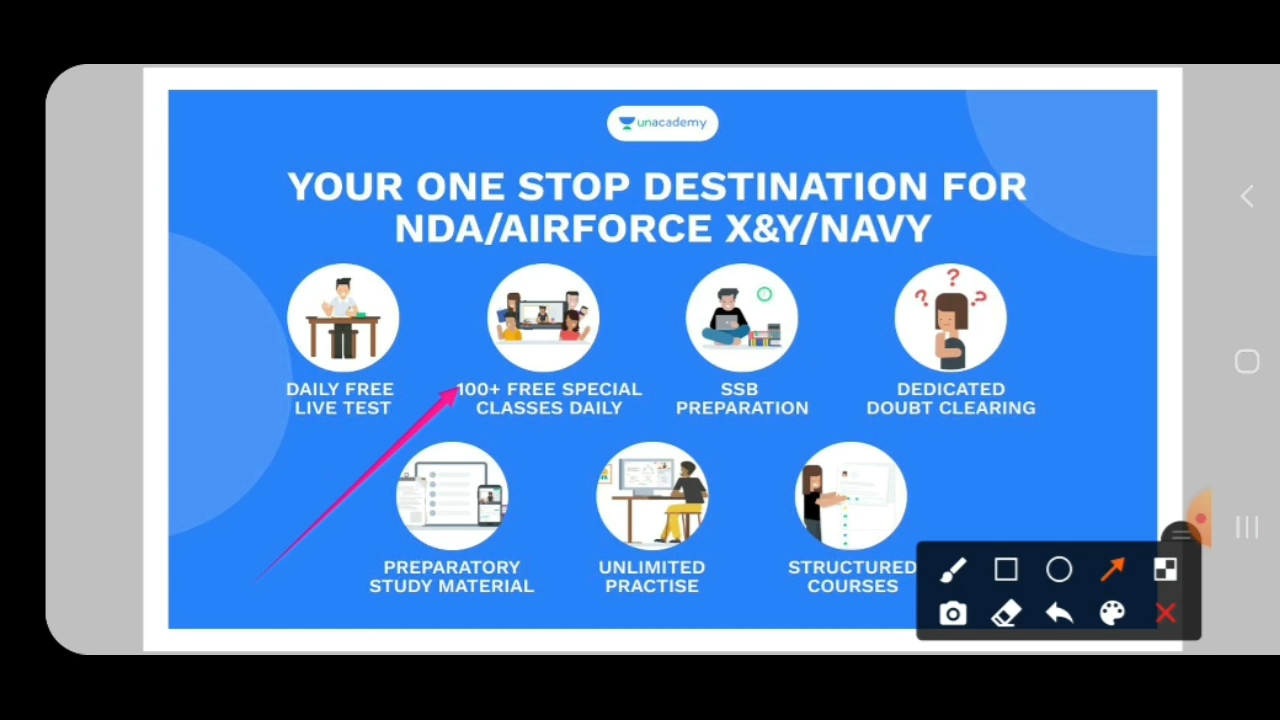 unacademy
YOUR ONE STOP DESTINATION FOR
NDA/AIRFORCE X&Y/NAVY
DAILY FREE
LIVE TEST
100+ FREE SPECIAL
CLASSES DAILY
SSB
PREPARATION
? ? ?
DEDICATED
DOUBT CLEARING
PREPARATORY
STUDY MATERIAL
UNLIMITED
PRACTISE
STRUCTURED
COURSES